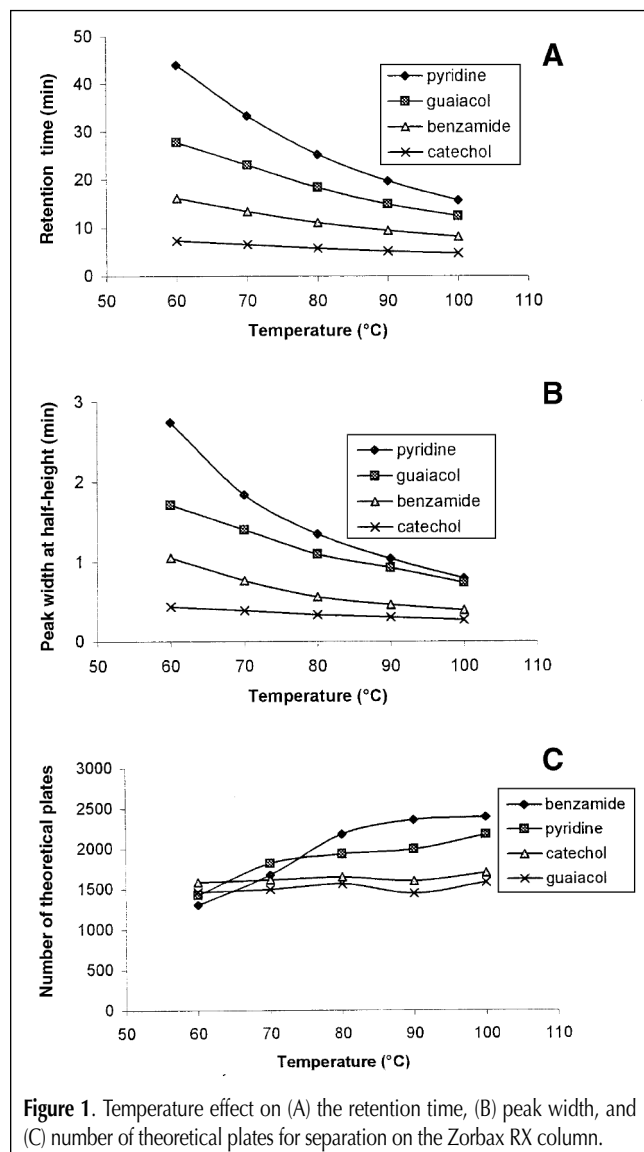 A
50
40
30
20
10
0
Retention time (min)
pyridine
guaiacol
benzamide
catechol
50 60 70 80 90 100 110
Temperature (°C)
B
3
2
1
0
Peak width at half-height (min)
pyridine
guaiacol
benzamide
catechol
50 60 70 80 90 100 110
Temperature (°C)
C
3000
2500
2000
1500
1000
500
0
Number of theoretical plates
benzamide
pyridine
catechol
guaiacol
50 60 70 80 90 100 110
Temperature (°C)
Figure 1. Temperature effect on (A) the retention time, (B) peak width, and
(C) number of theoretical plates for separation on the Zorbax RX column.